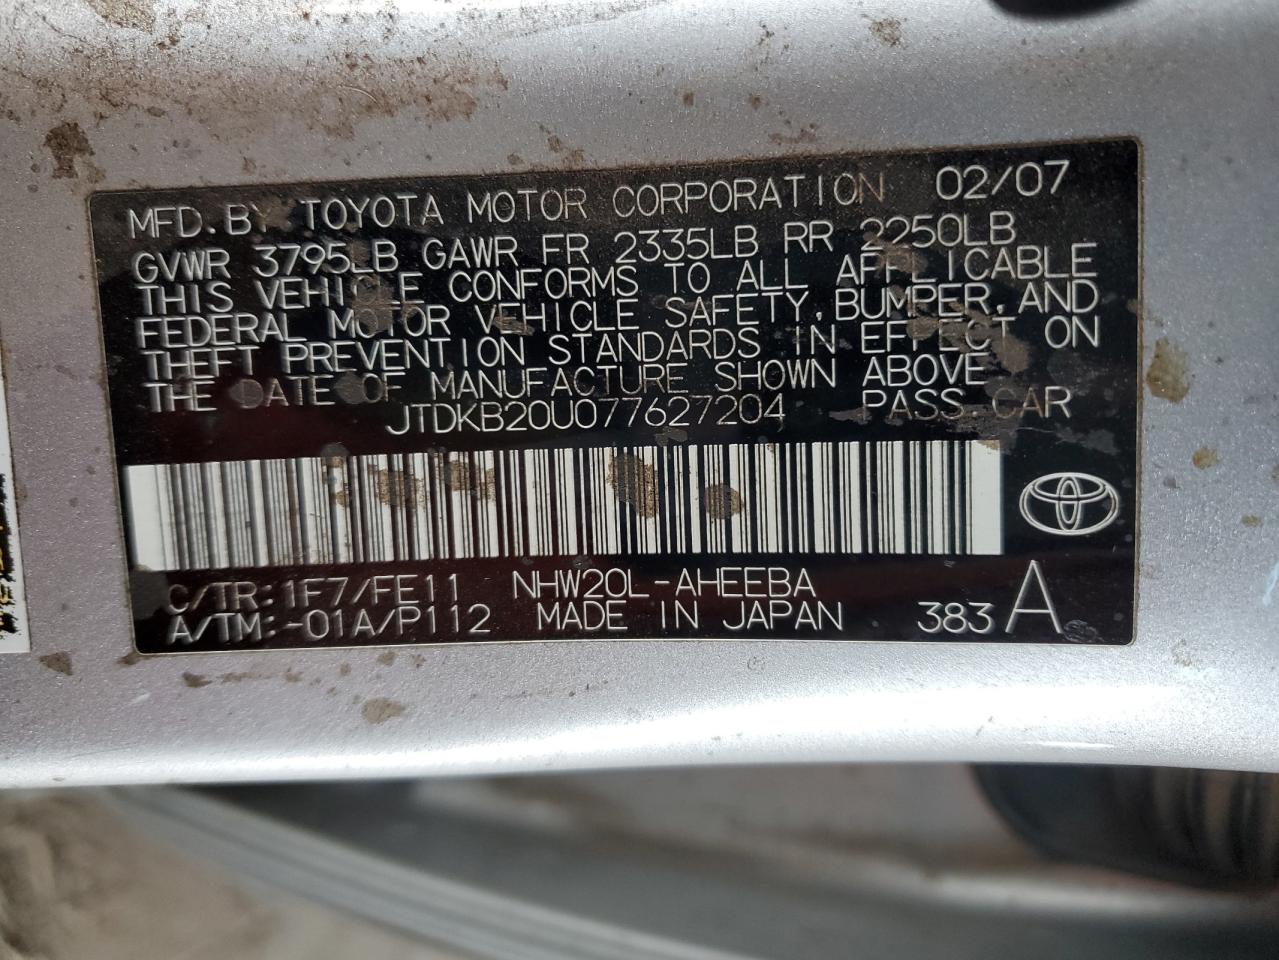 MFD.BY TOYOTA MOTOR CORPORATION 02/07
GVWR 3795LB GAWR FR 2335LB RR 2250LB
THIS VEHICLE CONFORMS TO ALL APPLICABLE
FEDERAL MOTOR VEHICLE SAFETY,BUMPER,AND
THEFT PREVENTION STANDARDS IN EFFECT ON
THE DATE OF MANUFACTURE SHOWN ABOVE
JTDKB20U077627204 PASS.CAR
C/TR:1F7/FE11 NHW20L-AHEEBA
A/TM:-01A/P112 MADE IN JAPAN 383 A